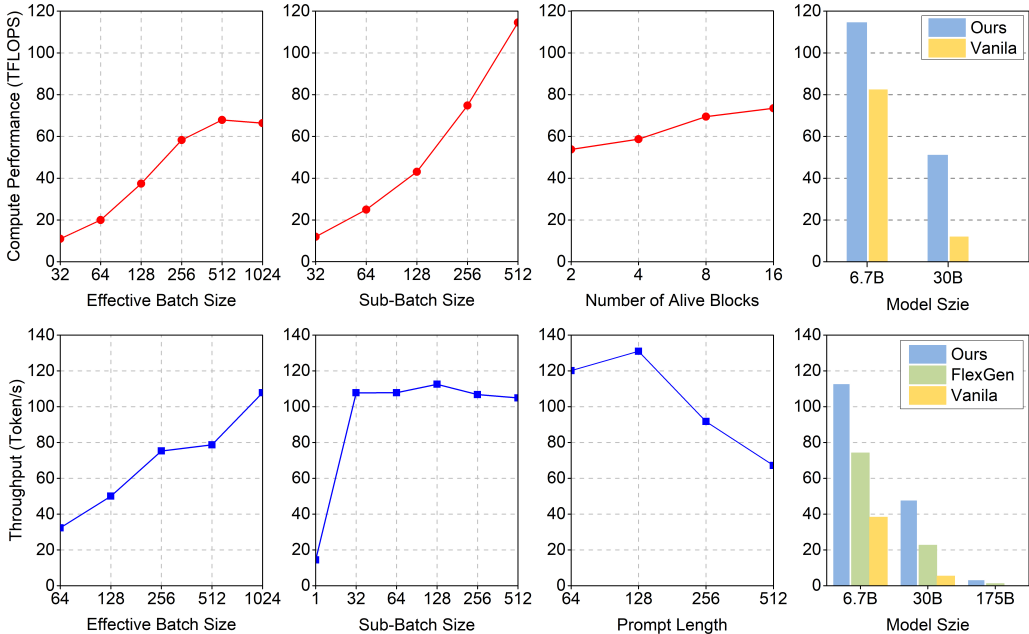 Compute Performance (TFLOPS)
120 100 80 60 40 20 0
32 64 128 256 512 1024
Effective Batch Size
120 100 80 60 40 20 0
32 64 128 256 512
Sub-Batch Size
120 100 80 60 40 20 0
2 4 8 16
Number of Alive Blocks
120 100 80 60 40 20 0
Ours
Vanila
6.7B 30B
Model Szie
Throughput (Token/s)
140 120 100 80 60 40 20 0
64 128 256 512 1024
Effective Batch Size
140 120 100 80 60 40 20 0
1 32 64 128 256 512
Sub-Batch Size
140 120 100 80 60 40 20 0
64 128 256 512
Prompt Length
140 120 100 80 60 40 20 0
Ours
FlexGen
Vanila
6.7B 30B 175B
Model Szie